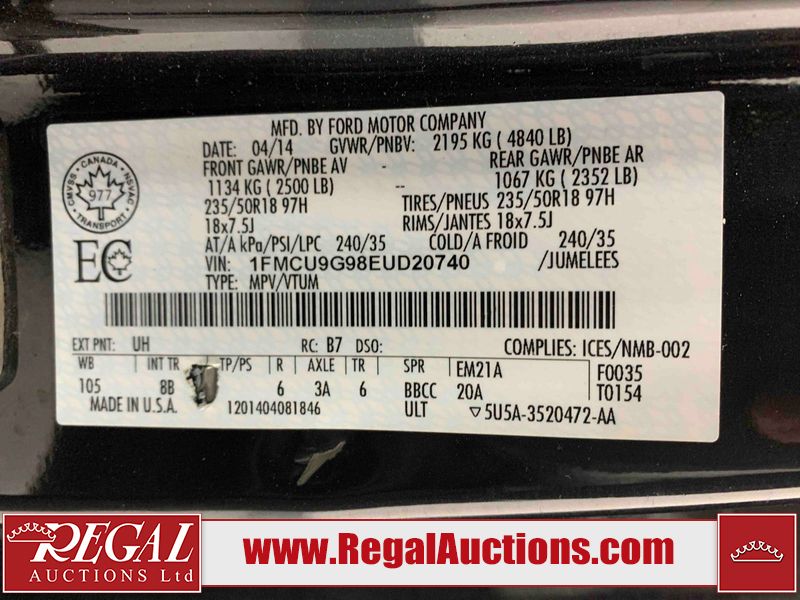 MFD. BY FORD MOTOR COMPANY
DATE: 04/14 GVWR/PNBV: 2195 KG ( 4840 LB)
FRONT GAWR/PNBE AV REAR GAWR/PNBE AR
1134 KG ( 2500 LB) -- 1067 KG ( 2352 LB)
235/50R18 97H TIRES/PNEUS 235/50R18 97H
18x7.5J RIMS/JANTES 18x7.5J
AT/A kPa/PSI/LPC 240/35 COLD/A FROID 240/35
VIN: 1FMCU9G98EUD20740 /JUMELEES
TYPE: MPV/VTUM
CANADA
CMVSS NSVAC
977
TRANSPORT
EC
EXT PNT: UH RC: B7 DSO: COMPLIES: ICES/NMB-002
WB INT TR TP/PS R AXLE TR SPR EM21A F0035
105 8B 6 3A 6 BBCC 20A T0154
MADE IN U.S.A. 1201404081846 ULT ▽5U5A-3520472-AA
REGAL
AUCTIONS Ltd
www.RegalAuctions.com